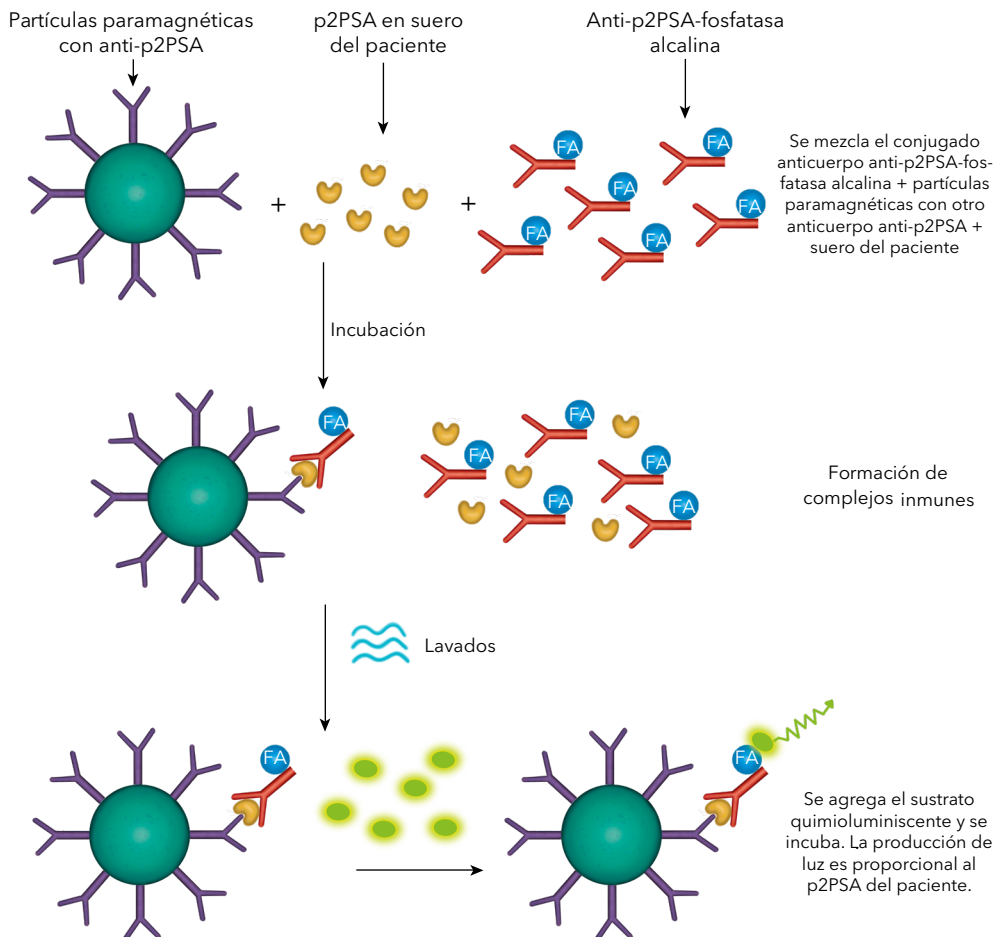 Partículas paramagnéticas
con anti-p2PSA
p2PSA en suero
del paciente
Anti-p2PSA-fosfatasa
alcalina
FA
FA
FA
FA
FA
FA
+
+
Se mezcla el conjugado
anticuerpo anti-p2PSA-fos-
fatasa alcalina + partículas
paramagnéticas con otro
anticuerpo anti-p2PSA +
suero del paciente
Incubación
FA
FA
FA
FA
FA
FA
Formación de
complejos inmunes
Lavados
FA
FA
Se agrega el sustrato
quimioluminiscente y se
incuba. La producción de
luz es proporcional al
p2PSA del paciente.